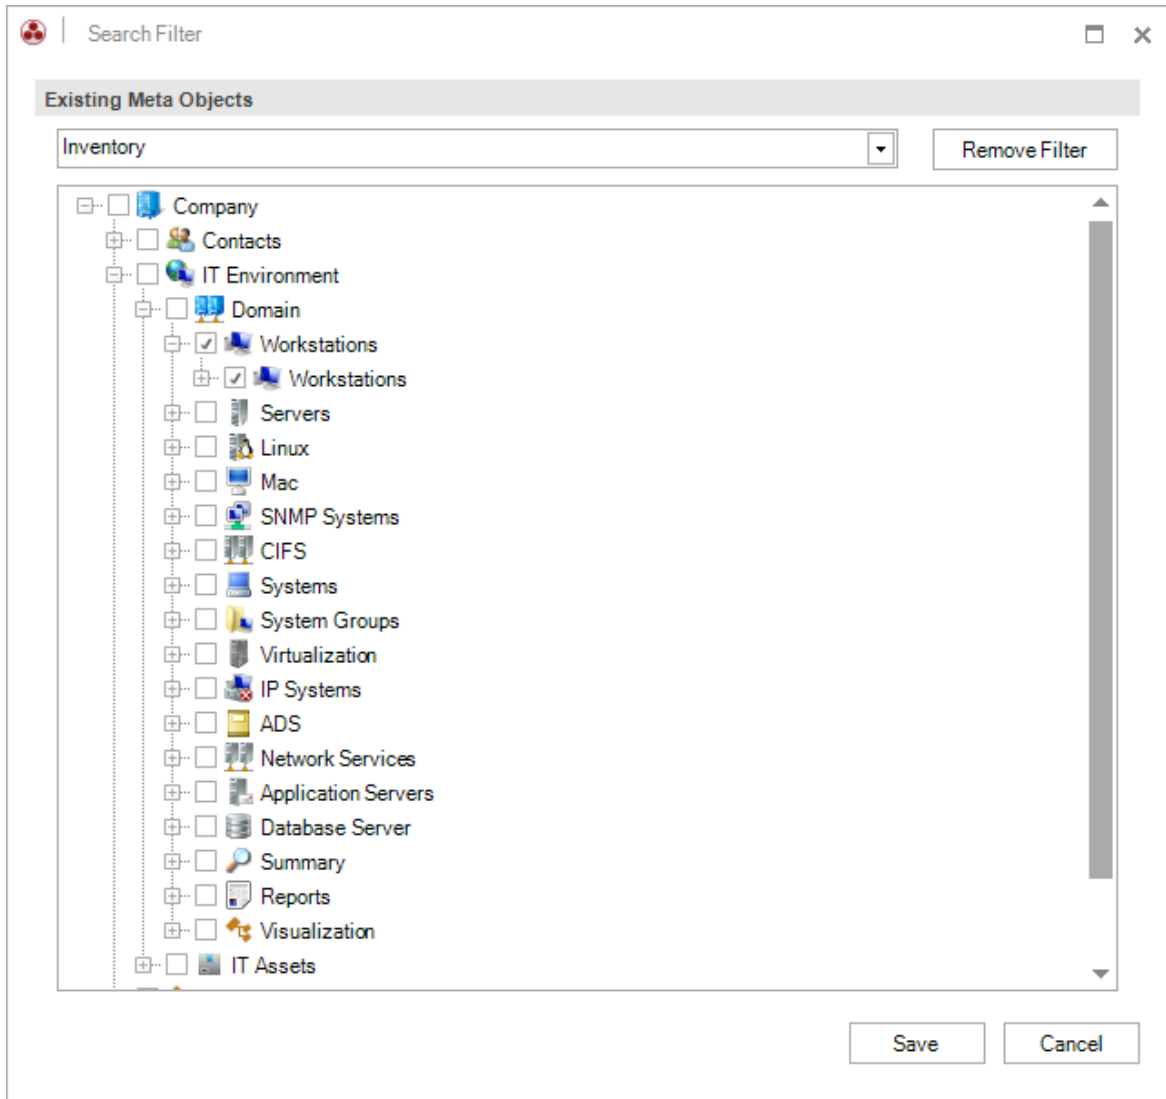 Search Filter
Existing Meta Objects
Inventory
Remove Filter
Company
Contacts
IT Environment
Domain
Workstations
Workstations
Servers
Linux
Mac
SNMP Systems
CIFS
Systems
System Groups
Virtualization
IP Systems
ADS
Network Services
Application Servers
Database Server
Summary
Reports
Visualization
IT Assets
Save
Cancel